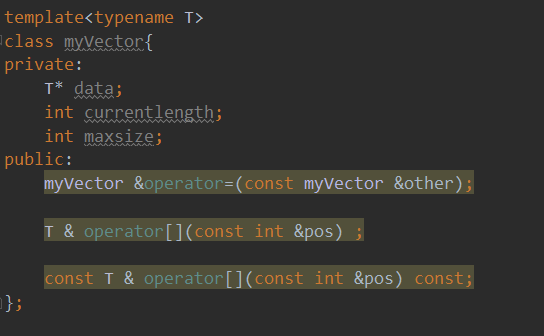 template<typename T>
class myVector{
private:
    T* data;
    int currentlength;
    int maxsize;
public:
    myVector &operator=(const myVector &other);
    T & operator[](const int &pos) ;
    const T & operator[](const int &pos) const;
};